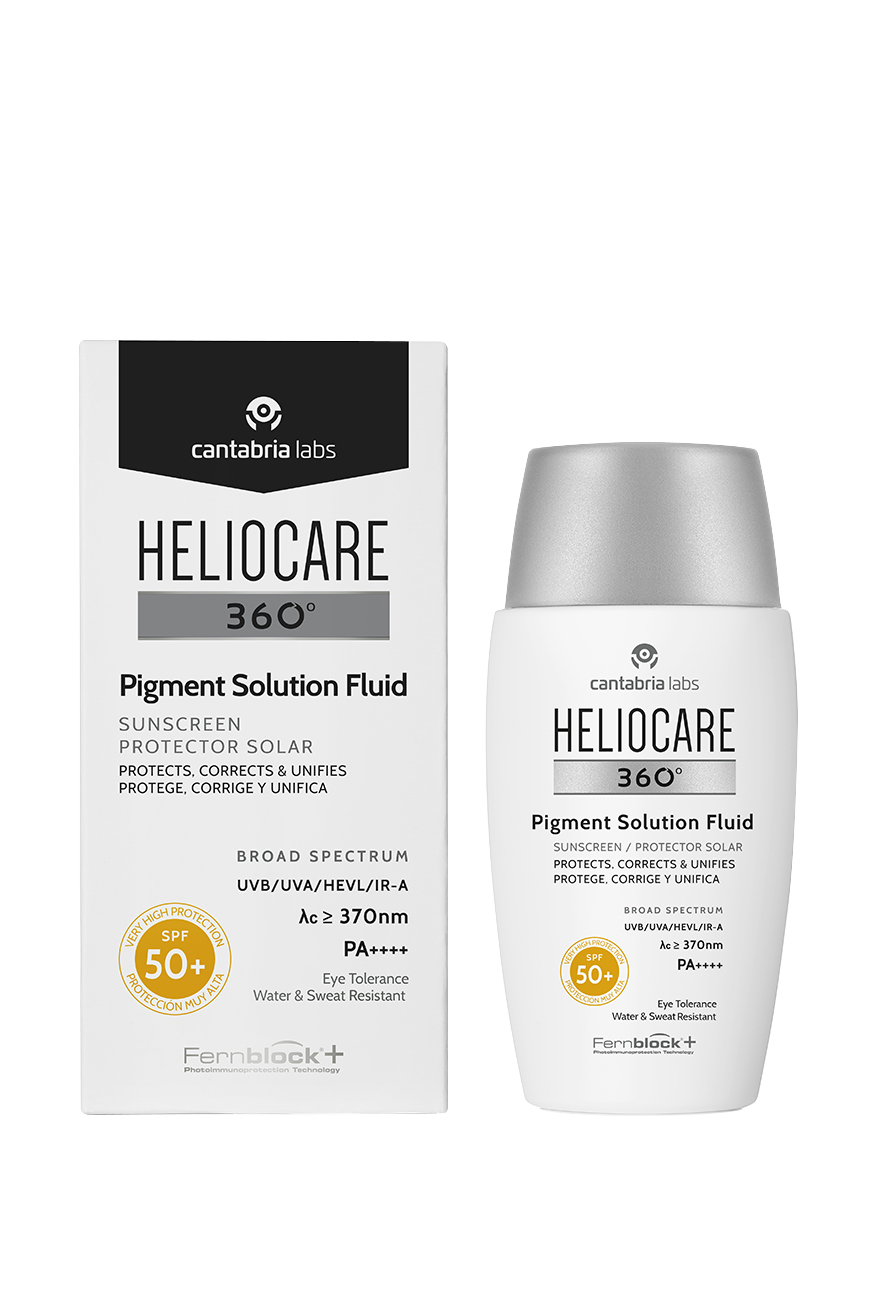 cantabria labs
HELIOCARE
360º
Pigment Solution Fluid
SUNSCREEN
PROTECTOR SOLAR
PROTECTS, CORRECTS & UNIFIES
PROTEGE, CORRIGE Y UNIFICA
BROAD SPECTRUM
UVB/UVA/HEVL/IR-A
λc ≥ 370nm
PA++++
VERY HIGH PROTECTION
SPF
50+
PROTECCIÓN MUY ALTA
Eye Tolerance
Water & Sweat Resistant
Fernblock®+
Photoimmunoprotection Technology
cantabria labs
HELIOCARE
360º
Pigment Solution Fluid
SUNSCREEN / PROTECTOR SOLAR
PROTECTS, CORRECTS & UNIFIES
PROTEGE, CORRIGE Y UNIFICA
BROAD SPECTRUM
UVB/UVA/HEVL/IR-A
λc ≥ 370nm
PA++++
VERY HIGH PROTECTION
SPF
50+
PROTECCIÓN MUY ALTA
Eye Tolerance
Water & Sweat Resistant
Fernblock®+
Photoimmunoprotection Technology